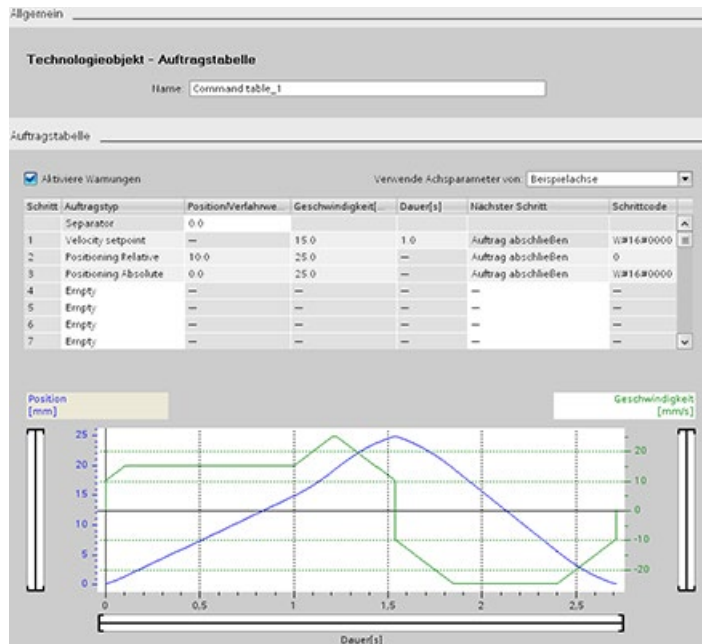 Allgemein
Technologieobjekt - Auftragstabelle
Name: Command table_1
Auftragstabelle
Aktiviere Warnungen Verwende Achsparameter von: Beispielachse
Schritt Auftragstyp Position/Verfahrwe... Geschwindigkeit[... Dauer[s] Nächster Schritt Schrittcode
Separator 0.0
1 Velocity setpoint — 15.0 1.0 Auftrag abschließen W#16#0000
2 Positioning Relative 10.0 25.0 — Auftrag abschließen 0
3 Positioning Absolute 0.0 25.0 — Auftrag abschließen W#16#0000
4 Empty — — — — —
5 Empty — — — — —
6 Empty — — — — —
7 Empty — — — — —
Position Geschwindigkeit
[mm] [mm/s]
25
20 20
15 10
10 0
5 -10
0 -20
0 0,5 1 1,5 2 2,5
Dauer[s]